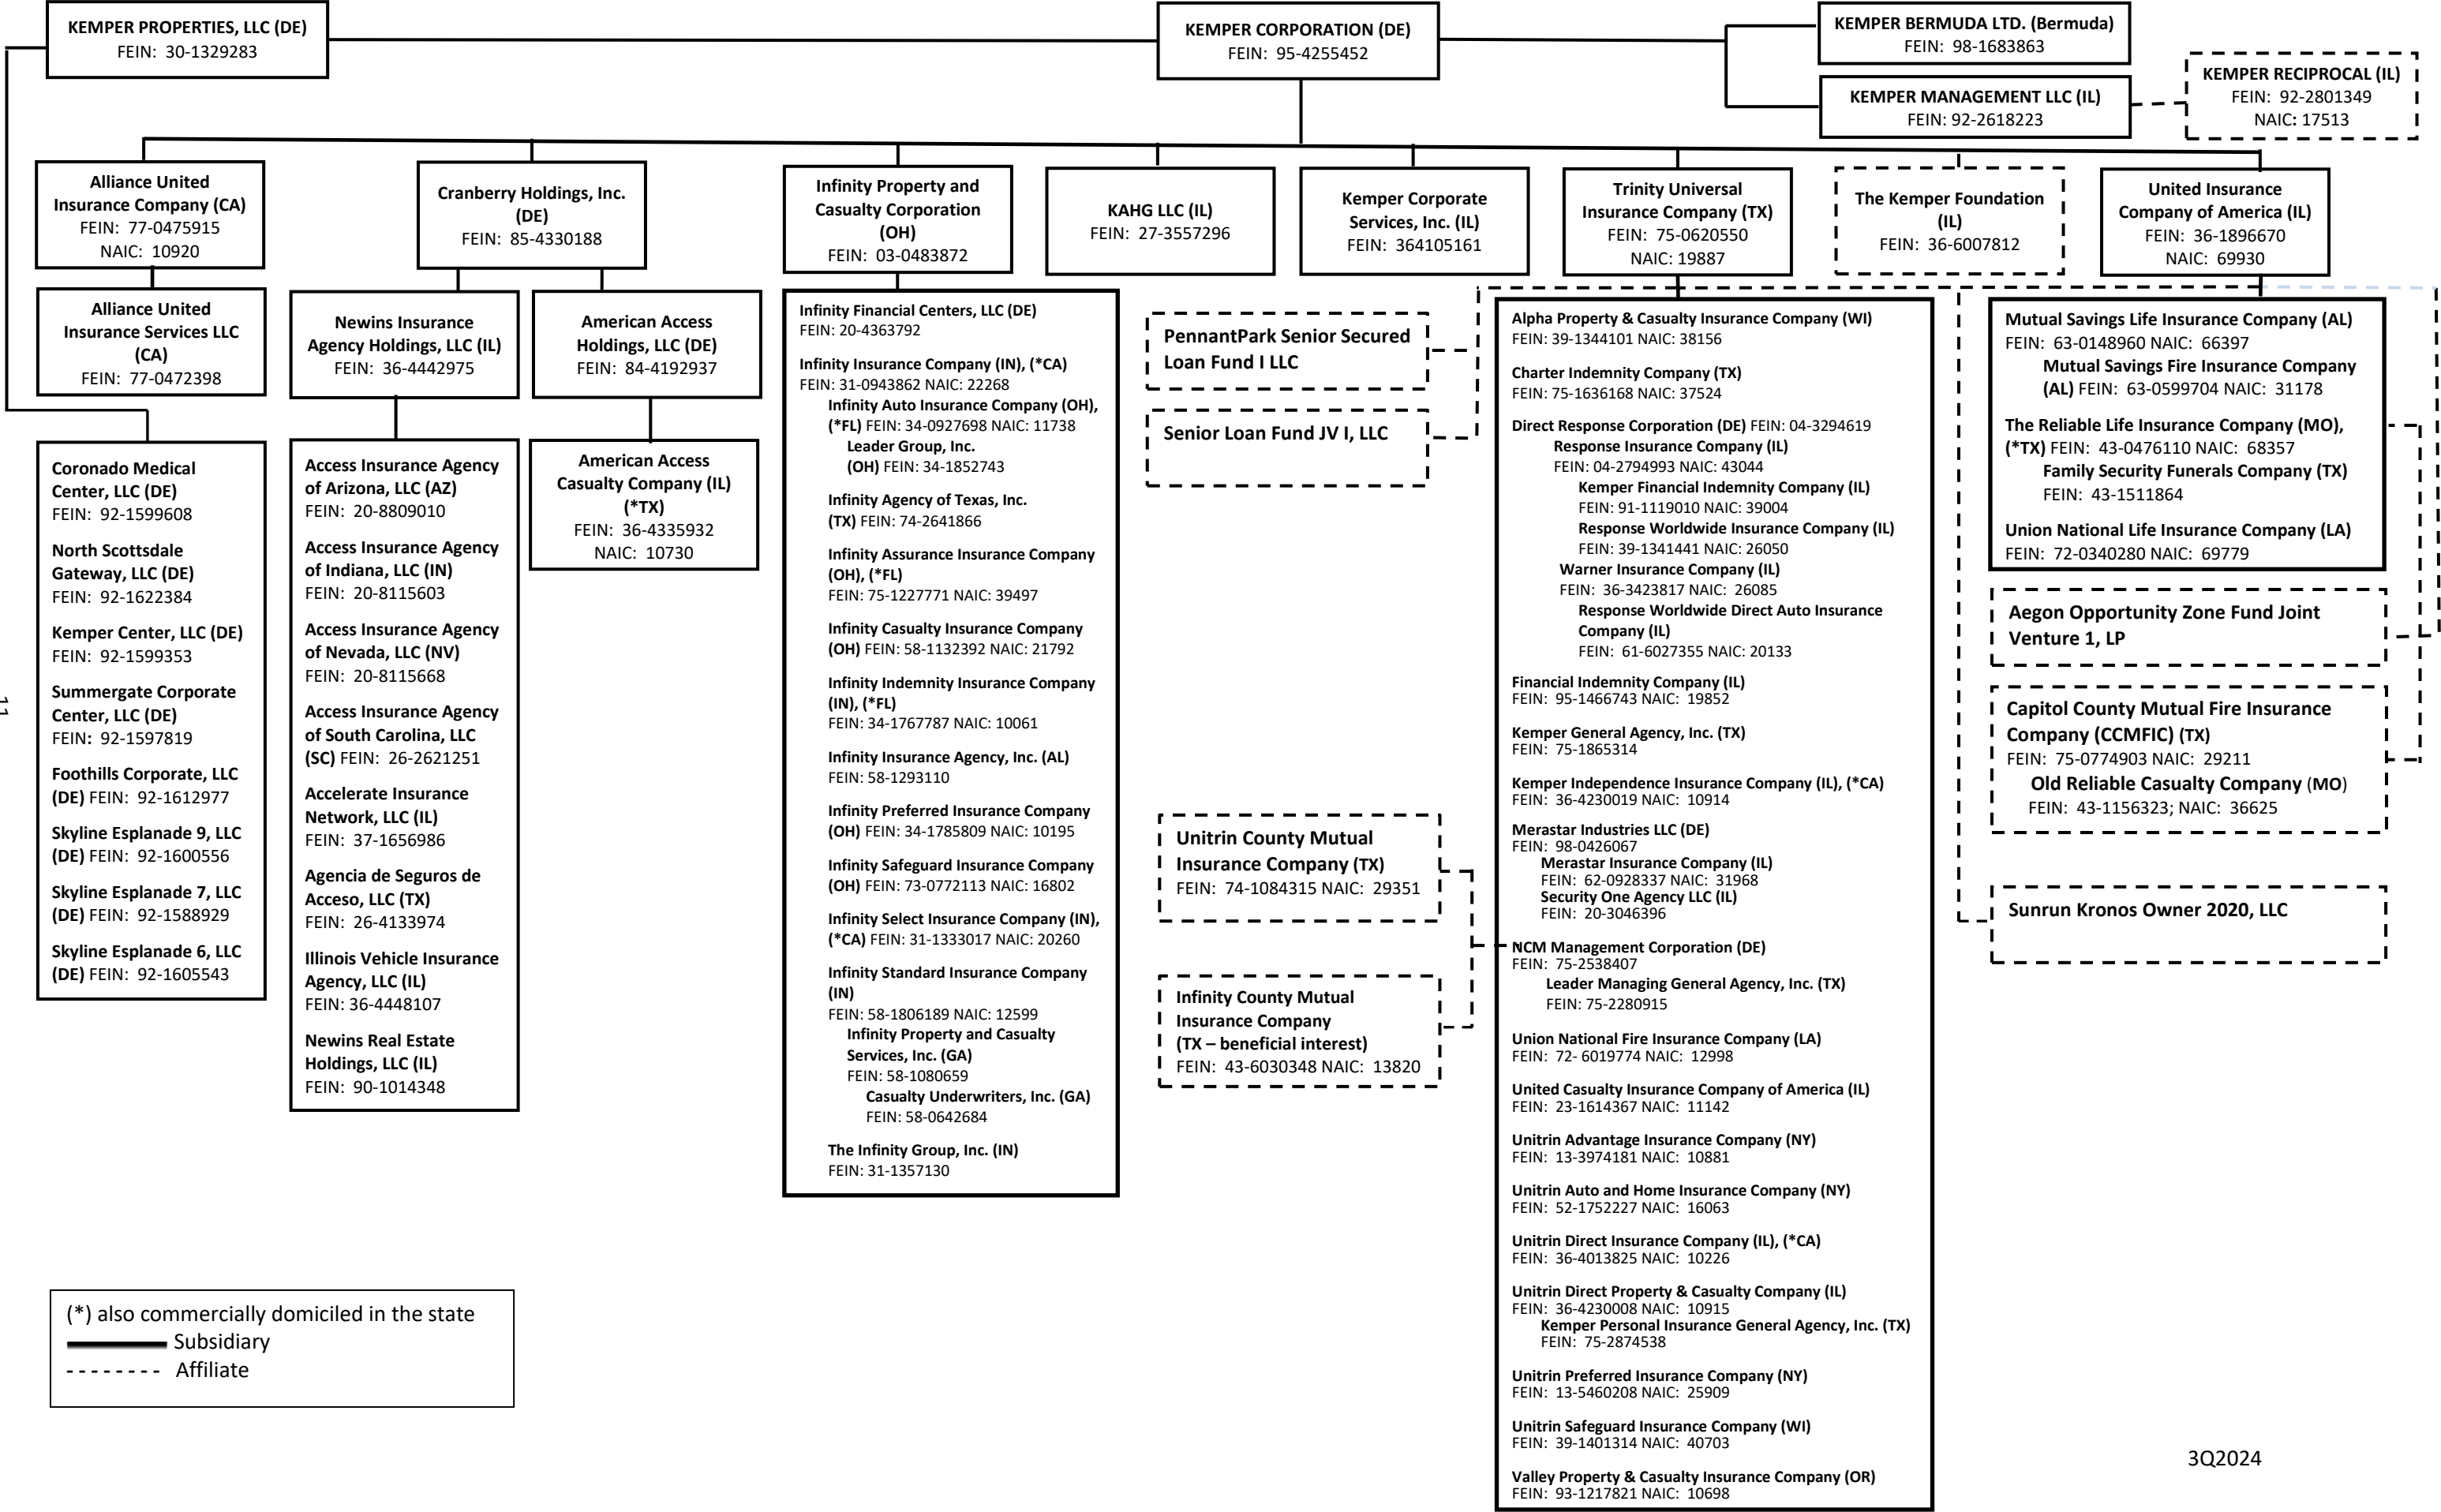 KEMPER PROPERTIES, LLC (DE)
FEIN: 30-1329283
KEMPER CORPORATION (DE)
FEIN: 95-4255452
KEMPER BERMUDA LTD. (Bermuda)
FEIN: 98-1683863
KEMPER MANAGEMENT LLC (IL)
FEIN: 92-2618223
KEMPER RECIPROCAL (IL)
FEIN: 92-2801349
NAIC: 17513
Alliance United
Insurance Company (CA)
FEIN: 77-0475915
NAIC: 10920
Cranberry Holdings, Inc.
(DE)
FEIN: 85-4330188
Infinity Property and
Casualty Corporation
(OH)
FEIN: 03-0483872
KAHG LLC (IL)
FEIN: 27-3557296
Kemper Corporate
Services, Inc. (IL)
FEIN: 364105161
Trinity Universal
Insurance Company (TX)
FEIN: 75-0620550
NAIC: 19887
The Kemper Foundation
(IL)
FEIN: 36-6007812
United Insurance
Company of America (IL)
FEIN: 36-1896670
NAIC: 69930
Alliance United
Insurance Services LLC
(CA)
FEIN: 77-0472398
Newins Insurance
Agency Holdings, LLC (IL)
FEIN: 36-4442975
American Access
Holdings, LLC (DE)
FEIN: 84-4192937
Coronado Medical
Center, LLC (DE)
FEIN: 92-1599608
North Scottsdale
Gateway, LLC (DE)
FEIN: 92-1622384
Kemper Center, LLC (DE)
FEIN: 92-1599353
Summergate Corporate
Center, LLC (DE)
FEIN: 92-1597819
Foothills Corporate, LLC
(DE) FEIN: 92-1612977
Skyline Esplanade 9, LLC
(DE) FEIN: 92-1600556
Skyline Esplanade 7, LLC
(DE) FEIN: 92-1588929
Skyline Esplanade 6, LLC
(DE) FEIN: 92-1605543
Access Insurance Agency
of Arizona, LLC (AZ)
FEIN: 20-8809010
Access Insurance Agency
of Indiana, LLC (IN)
FEIN: 20-8115603
Access Insurance Agency
of Nevada, LLC (NV)
FEIN: 20-8115668
Access Insurance Agency
of South Carolina, LLC
(SC) FEIN: 26-2621251
Accelerate Insurance
Network, LLC (IL)
FEIN: 37-1656986
Agencia de Seguros de
Acceso, LLC (TX)
FEIN: 26-4133974
Illinois Vehicle Insurance
Agency, LLC (IL)
FEIN: 36-4448107
Newins Real Estate
Holdings, LLC (IL)
FEIN: 90-1014348
American Access
Casualty Company (IL)
(*TX)
FEIN: 36-4335932
NAIC: 10730
Infinity Financial Centers, LLC (DE)
FEIN: 20-4363792
Infinity Insurance Company (IN), (*CA)
FEIN: 31-0943862 NAIC: 22268
Infinity Auto Insurance Company (OH),
(*FL) FEIN: 34-0927698 NAIC: 11738
Leader Group, Inc.
(OH) FEIN: 34-1852743
Infinity Agency of Texas, Inc.
(TX) FEIN: 74-2641866
Infinity Assurance Insurance Company
(OH), (*FL)
FEIN: 75-1227771 NAIC: 39497
Infinity Casualty Insurance Company
(OH) FEIN: 58-1132392 NAIC: 21792
Infinity Indemnity Insurance Company
(IN), (*FL)
FEIN: 34-1767787 NAIC: 10061
Infinity Insurance Agency, Inc. (AL)
FEIN: 58-1293110
Infinity Preferred Insurance Company
(OH) FEIN: 34-1785809 NAIC: 10195
Infinity Safeguard Insurance Company
(OH) FEIN: 73-0772113 NAIC: 16802
Infinity Select Insurance Company (IN),
(*CA) FEIN: 31-1333017 NAIC: 20260
Infinity Standard Insurance Company
(IN)
FEIN: 58-1806189 NAIC: 12599
Infinity Property and Casualty
Services, Inc. (GA)
FEIN: 58-1080659
Casualty Underwriters, Inc. (GA)
FEIN: 58-0642684
The Infinity Group, Inc. (IN)
FEIN: 31-1357130
PennantPark Senior Secured
Loan Fund I LLC
Senior Loan Fund JV I, LLC
Unitrin County Mutual
Insurance Company (TX)
FEIN: 74-1084315 NAIC: 29351
Infinity County Mutual
Insurance Company
(TX – beneficial interest)
FEIN: 43-6030348 NAIC: 13820
Alpha Property & Casualty Insurance Company (WI)
FEIN: 39-1344101 NAIC: 38156
Charter Indemnity Company (TX)
FEIN: 75-1636168 NAIC: 37524
Direct Response Corporation (DE) FEIN: 04-3294619
Response Insurance Company (IL)
FEIN: 04-2794993 NAIC: 43044
Kemper Financial Indemnity Company (IL)
FEIN: 91-1119010 NAIC: 39004
Response Worldwide Insurance Company (IL)
FEIN: 39-1341441 NAIC: 26050
Warner Insurance Company (IL)
FEIN: 36-3423817 NAIC: 26085
Response Worldwide Direct Auto Insurance
Company (IL)
FEIN: 61-6027355 NAIC: 20133
Financial Indemnity Company (IL)
FEIN: 95-1466743 NAIC: 19852
Kemper General Agency, Inc. (TX)
FEIN: 75-1865314
Kemper Independence Insurance Company (IL), (*CA)
FEIN: 36-4230019 NAIC: 10914
Merastar Industries LLC (DE)
FEIN: 98-0426067
Merastar Insurance Company (IL)
FEIN: 62-0928337 NAIC: 31968
Security One Agency LLC (IL)
FEIN: 20-3046396
NCM Management Corporation (DE)
FEIN: 75-2538407
Leader Managing General Agency, Inc. (TX)
FEIN: 75-2280915
Union National Fire Insurance Company (LA)
FEIN: 72- 6019774 NAIC: 12998
United Casualty Insurance Company of America (IL)
FEIN: 23-1614367 NAIC: 11142
Unitrin Advantage Insurance Company (NY)
FEIN: 13-3974181 NAIC: 10881
Unitrin Auto and Home Insurance Company (NY)
FEIN: 52-1752227 NAIC: 16063
Unitrin Direct Insurance Company (IL), (*CA)
FEIN: 36-4013825 NAIC: 10226
Unitrin Direct Property & Casualty Company (IL)
FEIN: 36-4230008 NAIC: 10915
Kemper Personal Insurance General Agency, Inc. (TX)
FEIN: 75-2874538
Unitrin Preferred Insurance Company (NY)
FEIN: 13-5460208 NAIC: 25909
Unitrin Safeguard Insurance Company (WI)
FEIN: 39-1401314 NAIC: 40703
Valley Property & Casualty Insurance Company (OR)
FEIN: 93-1217821 NAIC: 10698
Mutual Savings Life Insurance Company (AL)
FEIN: 63-0148960 NAIC: 66397
Mutual Savings Fire Insurance Company
(AL) FEIN: 63-0599704 NAIC: 31178
The Reliable Life Insurance Company (MO),
(*TX) FEIN: 43-0476110 NAIC: 68357
Family Security Funerals Company (TX)
FEIN: 43-1511864
Union National Life Insurance Company (LA)
FEIN: 72-0340280 NAIC: 69779
Aegon Opportunity Zone Fund Joint
Venture 1, LP
Capitol County Mutual Fire Insurance
Company (CCMFIC) (TX)
FEIN: 75-0774903 NAIC: 29211
Old Reliable Casualty Company (MO)
FEIN: 43-1156323; NAIC: 36625
Sunrun Kronos Owner 2020, LLC
11
(*) also commercially domiciled in the state
Subsidiary
Affiliate
3Q2024